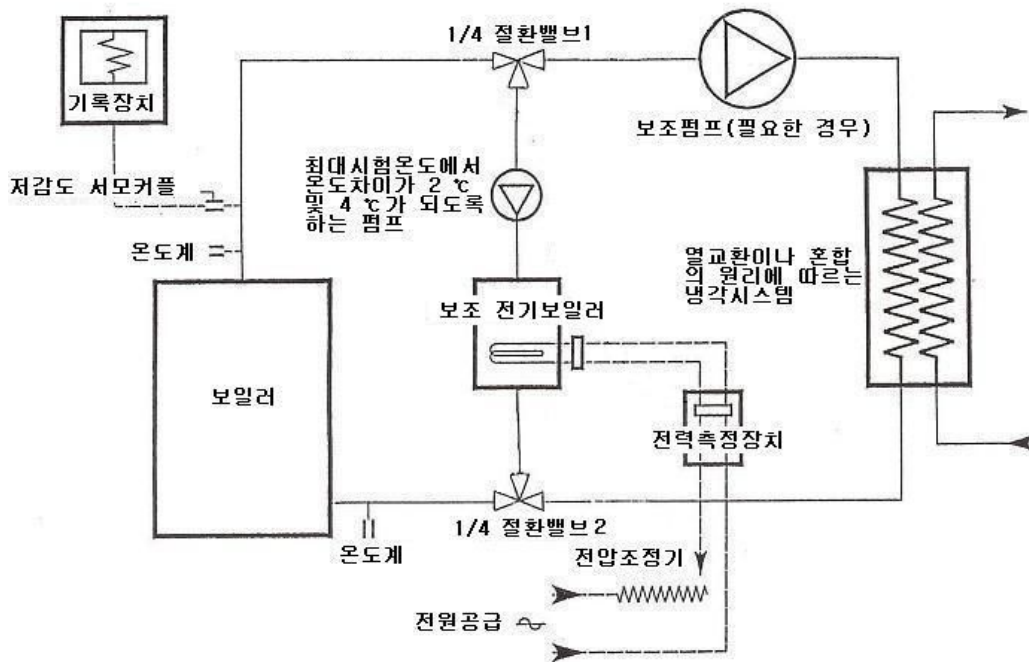 1/4 절환밸브1
기록장치
보조펌프(필요한 경우)
최대시험온도에서
온도차이가 2 ℃
및 4 ℃가 되도록
하는 펌프
저감도 서모커플
온도계
열교환이나 혼합
의 원리에 따르는
냉각시스템
보조 전기보일러
보일러
전력측정장치
1/4 절환밸브2
온도계
전압조정기
전원공급